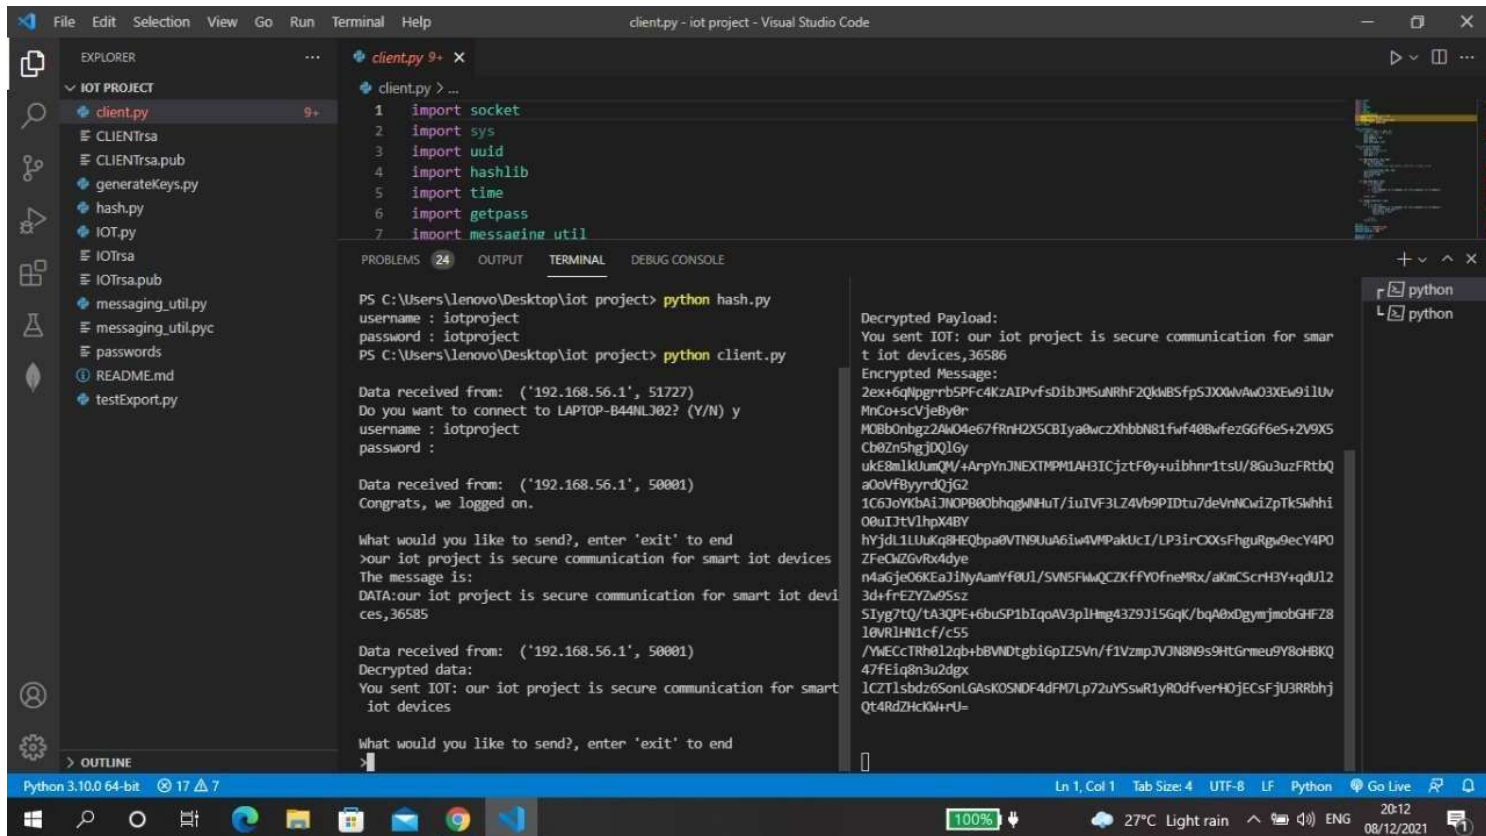 File Edit Selection View Go Run Terminal Help
client.py - iot project - Visual Studio Code
EXPLORER
IOT PROJECT
client.py 9+
CLIENTrsa
CLIENTrsa.pub
generateKeys.py
hash.py
IOT.py
IOTrsa
IOTrsa.pub
messaging_util.py
messaging_util.pyc
passwords
README.md
testExport.py
OUTLINE
client.py 9+
client.py > ...
1 import socket
2 import sys
3 import uuid
4 import hashlib
5 import time
6 import getpass
7 import messaging_util
PROBLEMS 24 OUTPUT TERMINAL DEBUG CONSOLE
PS C:\Users\lenovo\Desktop\iot project> python hash.py
username : iotproject
password : iotproject
PS C:\Users\lenovo\Desktop\iot project> python client.py
Data received from: ('192.168.56.1', 51727)
Do you want to connect to LAPTOP-B44NLJ02? (Y/N) y
username : iotproject
password :
Data received from: ('192.168.56.1', 50001)
Congrats, we logged on.
What would you like to send?, enter 'exit' to end
>our iot project is secure communication for smart iot devices
The message is:
DATA:our iot project is secure communication for smart iot devi
ces,36585
Data received from: ('192.168.56.1', 50001)
Decrypted data:
You sent IOT: our iot project is secure communication for smart
iot devices
What would you like to send?, enter 'exit' to end
>
Decrypted Payload:
You sent IOT: our iot project is secure communication for smar
t iot devices,36586
Encrypted Message:
python
python
Python 3.10.0 64-bit 17 7
Ln 1, Col 1 Tab Size: 4 UTF-8 LF Python Go Live
100% 27°C Light rain ENG
20:12
08/12/2021
1